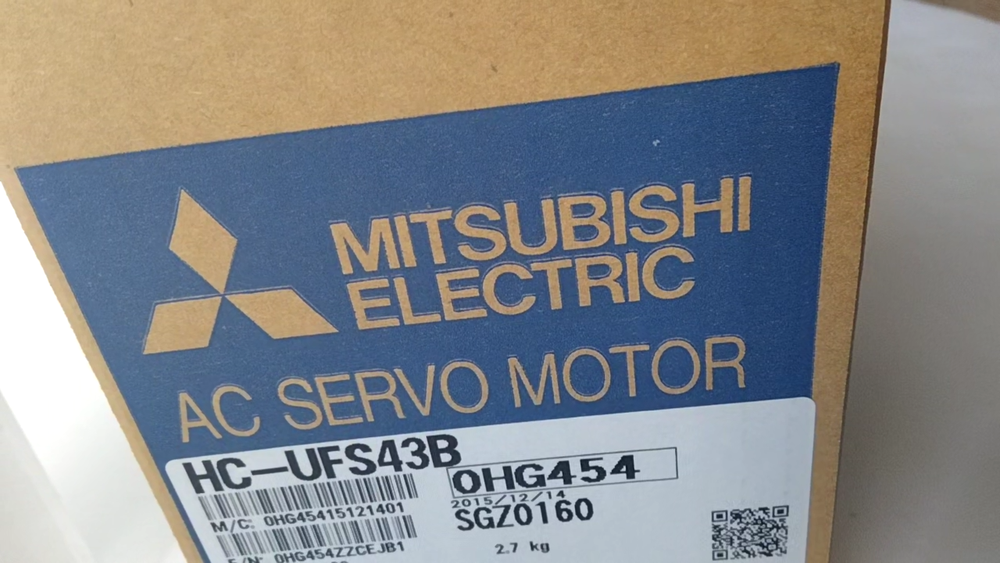 MITSUBISHI
ELECTRIC
AC SERVO MOTOR
HC-UFS43B
0HG454
2015/12/14
M/C: 0HG45415121401
SGZ0160
2.7 kg
0HG454ZZCEJB1